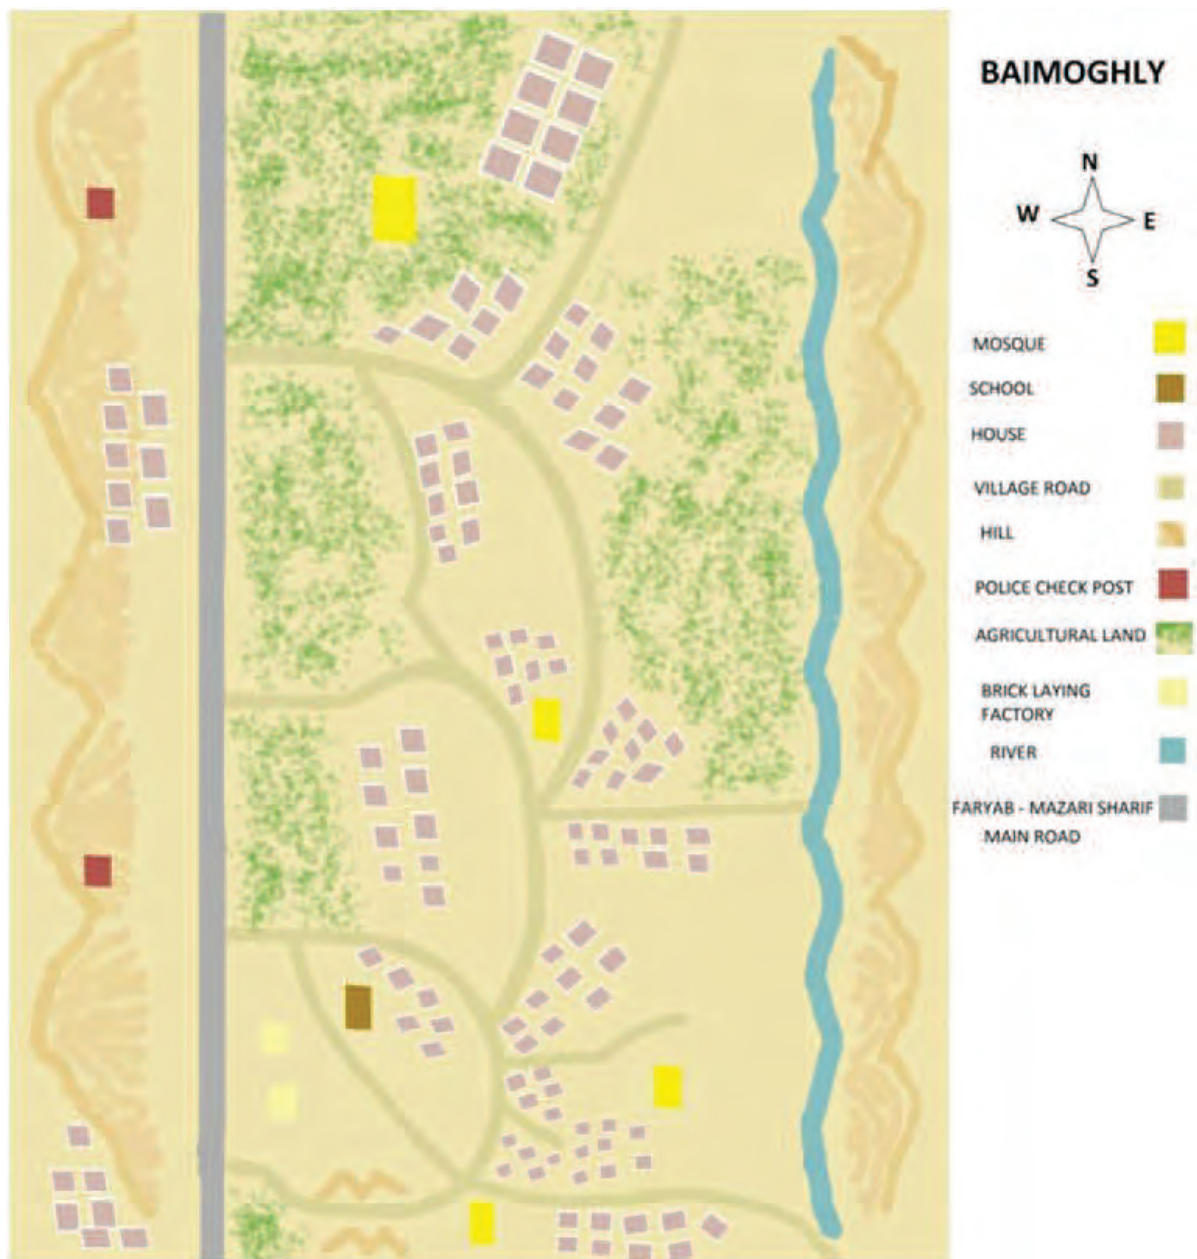 BAIMOGHLY
N
W
E
S
MOSQUE
SCHOOL
HOUSE
VILLAGE ROAD
HILL
POLICE CHECK POST
AGRICULTURAL LAND
BRICK LAYING
FACTORY
RIVER
FARYAB - MAZARI SHARIF
MAIN ROAD